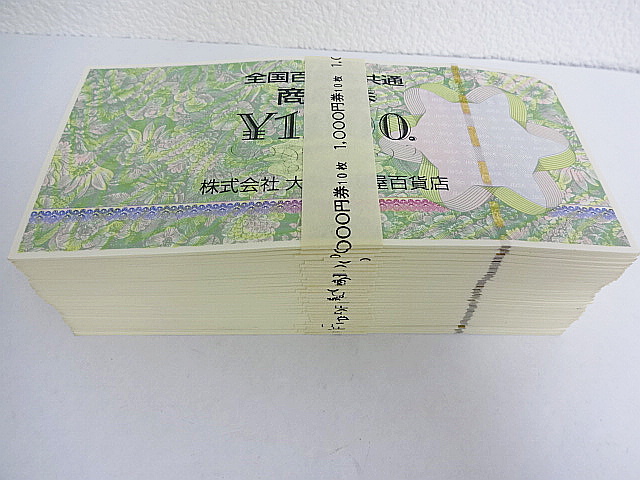 全国百 共通
商 券
¥1 0.
株式会社 大 屋百貨店
1,000円券10枚
1,000円券10枚